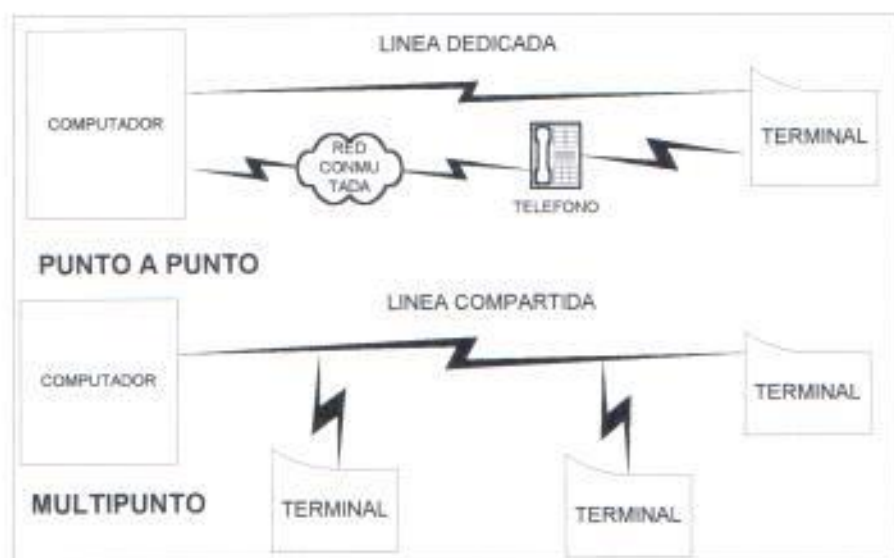 LINEA DEDICADA
COMPUTADOR
TERMINAL
RED
CONMU
TADA
TELEFONO
PUNTO A PUNTO
LINEA COMPARTIDA
COMPUTADOR
TERMINAL
MULTIPUNTO
TERMINAL
TERMINAL